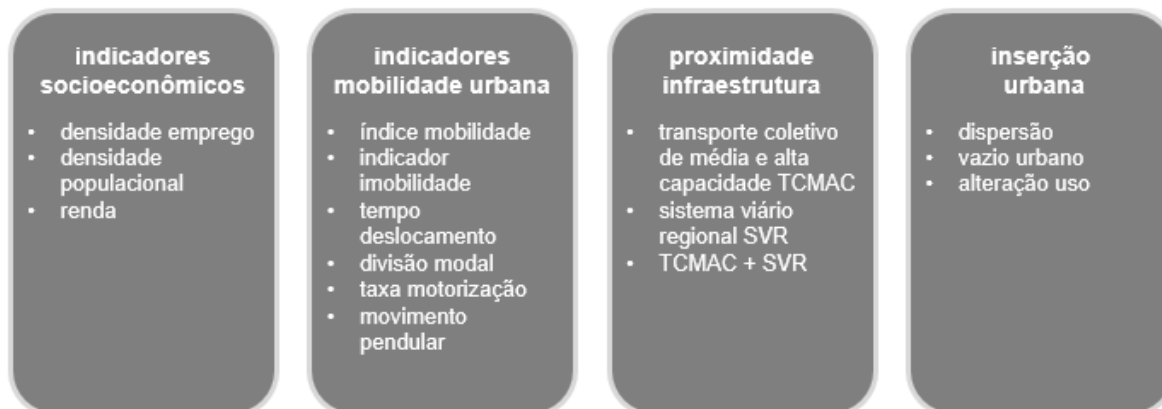 indicadores
socioeconômicos
• densidade emprego
• densidade
populacional
• renda
indicadores
mobilidade urbana
• índice mobilidade
• indicador
imobilidade
• tempo
deslocamento
• divisão modal
• taxa motorização
• movimento
pendular
proximidade
infraestrutura
• transporte coletivo
de média e alta
capacidade TCMAC
• sistema viário
regional SVR
• TCMAC + SVR
inserção
urbana
• dispersão
• vazio urbano
• alteração uso